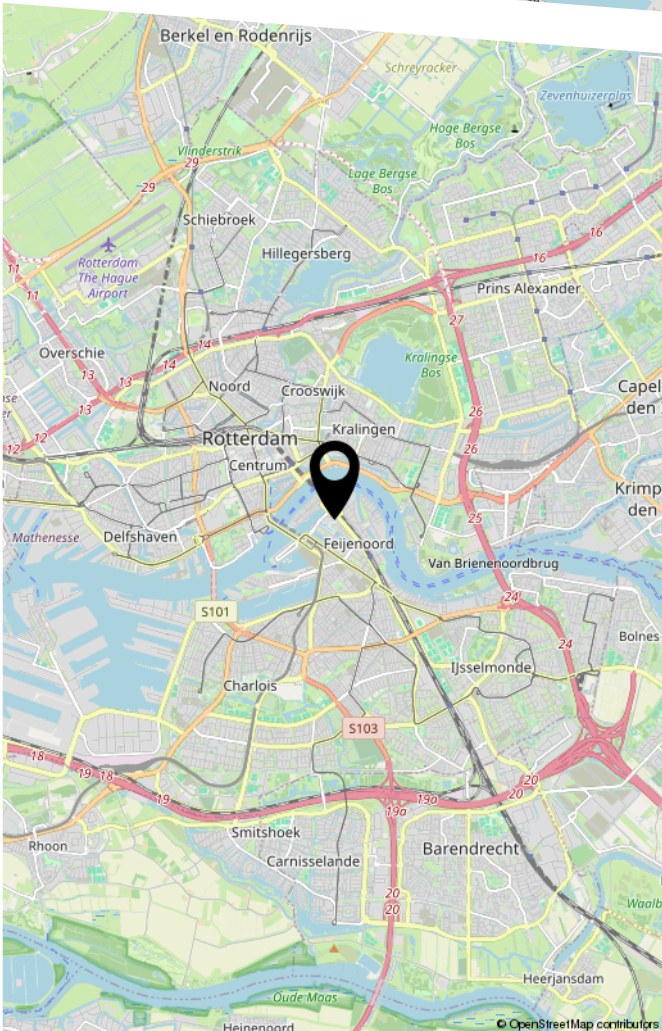 Berkel en Rodenrijs
Schreyracker
Zevenhuizerplas
Hoge Bergse
Bos
Vlinderstrik
29
29
Lage Bergse
Bos
Schiebroek
16
16
Rotterdam
The Hague
Airport
Hillegersberg
11
11
Prins Alexander
27
14
14
Overschie
Kralingse
Bos
13
13
13
Noord
Crooswijk
Capel
den
26
12
12
Rotterdam
Kralingen
26
Centrum
Krimp
den
25
Mathenesse
Delfshaven
Feijenoord
Van Brienenoordbrug
24
S101
24
Bolnes
IJsselmonde
Charlois
S103
18
19
18
19
20
20
19a
19a
Smitshoek
Rhoon
Barendrecht
Carnisselande
20
20
Waalb
Heerjansdam
Oude Maas
Heinenoord
© OpenStreetMap contributors